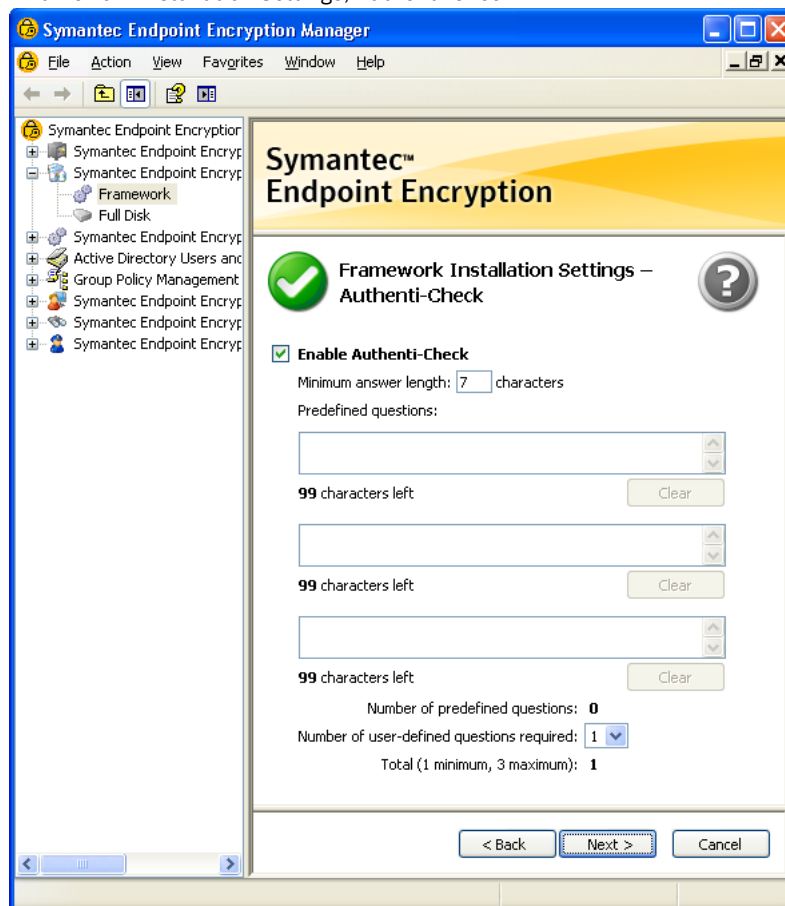 Symantec Endpoint Encryption Manager
File Action View Favorites Window Help
Symantec Endpoint Encryption
Symantec Endpoint Encryp
Symantec Endpoint Encryp
Framework
Full Disk
Symantec Endpoint Encryp
Active Directory Users and
Group Policy Management
Symantec Endpoint Encryp
Symantec Endpoint Encryp
Symantec Endpoint Encryp
Symantec™
Endpoint Encryption
Framework Installation Settings –
Authenti-Check
Enable Authenti-Check
Minimum answer length: 7 characters
Predefined questions:
99 characters left Clear
99 characters left Clear
99 characters left Clear
Number of predefined questions: 0
Number of user-defined questions required: 1
Total (1 minimum, 3 maximum): 1
< Back Next > Cancel